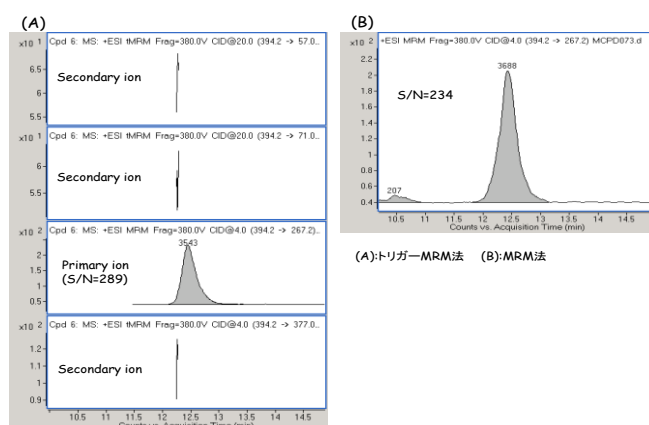 (A)
x10 1
Cpd 6: MS: +ESI tMRM Frag=380.0V CID@20.0 (394.2 -> 57.0...
6.5
6
5.5
Secondary ion
x10 1
Cpd 6: MS: +ESI tMRM Frag=380.0V CID@20.0 (394.2 -> 71.0...
6
5.5
Secondary ion
x10 2
Cpd 6: MS: +ESI tMRM Frag=380.0V CID@4.0 (394.2 -> 267.2)...
3543
2
1.5
1
0.5
Primary ion
(S/N=289)
x10 2
Cpd 6: MS: +ESI tMRM Frag=380.0V CID@4.0 (394.2 -> 377.0...
1.2
1.1
1
0.9
Secondary ion
10.5 11 11.5 12 12.5 13 13.5 14 14.5
Counts vs. Acquisition Time (min)
(B)
x10 2
+ESI MRM Frag=380.0V CID@4.0 (394.2 -> 267.2) MCPD073.d
3688
2.2
2
1.8
1.6
1.4
1.2
1
0.8
0.6
0.4
S/N=234
207
10.5 11 11.5 12 12.5 13 13.5 14 14.5
Counts vs. Acquisition Time (min)
(A):トリガーMRM法 (B):MRM法